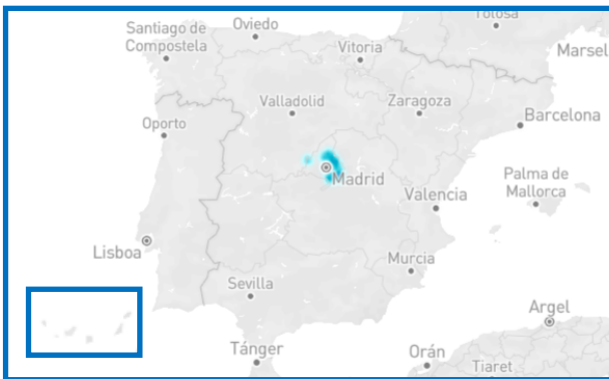 Tolosa
Oviedo
Santiago de
Compostela
Vitoria
Marsel
Valladolid
Zaragoza
Barcelona
Oporto
Madrid
Palma de
Mallorca
Valencia
Lisboa
Murcia
Sevilla
Argel
Tánger
Orán
Tiaret